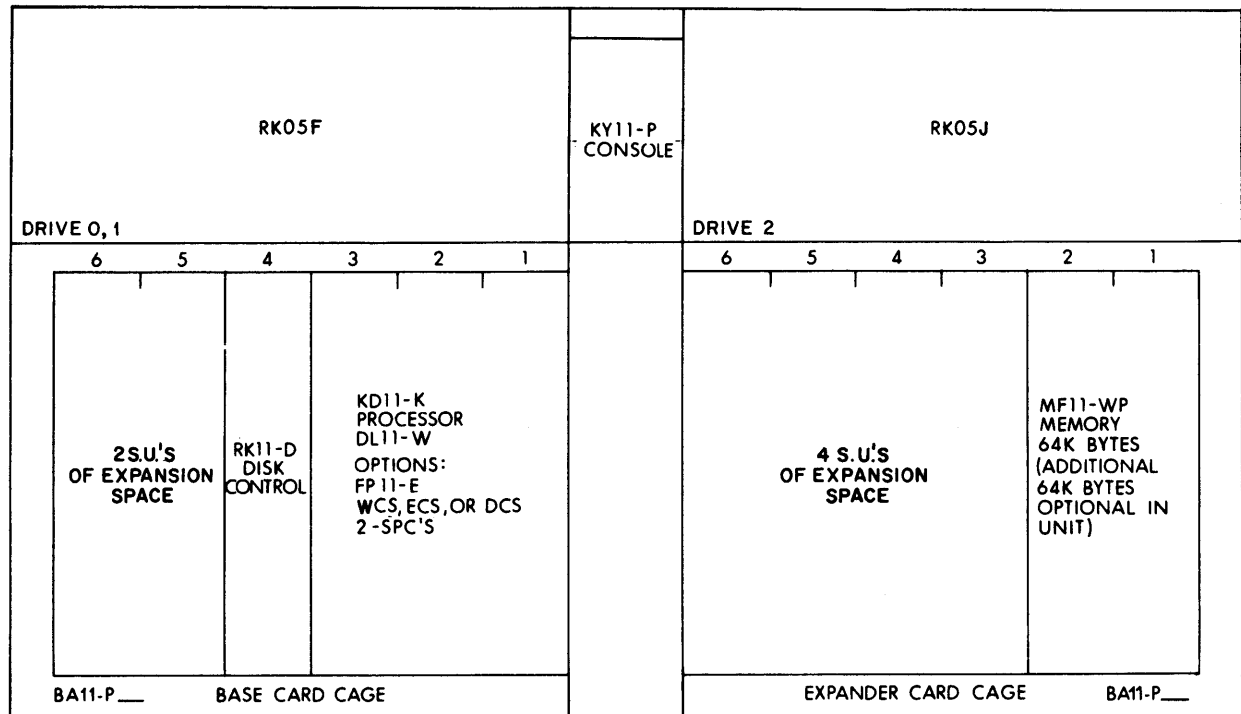 RK05F
KY11-P
CONSOLE
RK05J
DRIVE 0, 1
DRIVE 2
6 5 4 3 2 1
6 5 4 3 2 1
2 S.U.'S
OF EXPANSION
SPACE
RK11-D
DISK
CONTROL
KD11-K
PROCESSOR
DL11-W
OPTIONS:
FP11-E
WCS, ECS, OR DCS
2-SPC'S
4 S.U.'S
OF EXPANSION
SPACE
MF11-WP
MEMORY
64K BYTES
(ADDITIONAL
64K BYTES
OPTIONAL IN
UNIT)
BA11-P__ BASE CARD CAGE
EXPANDER CARD CAGE BA11-P__